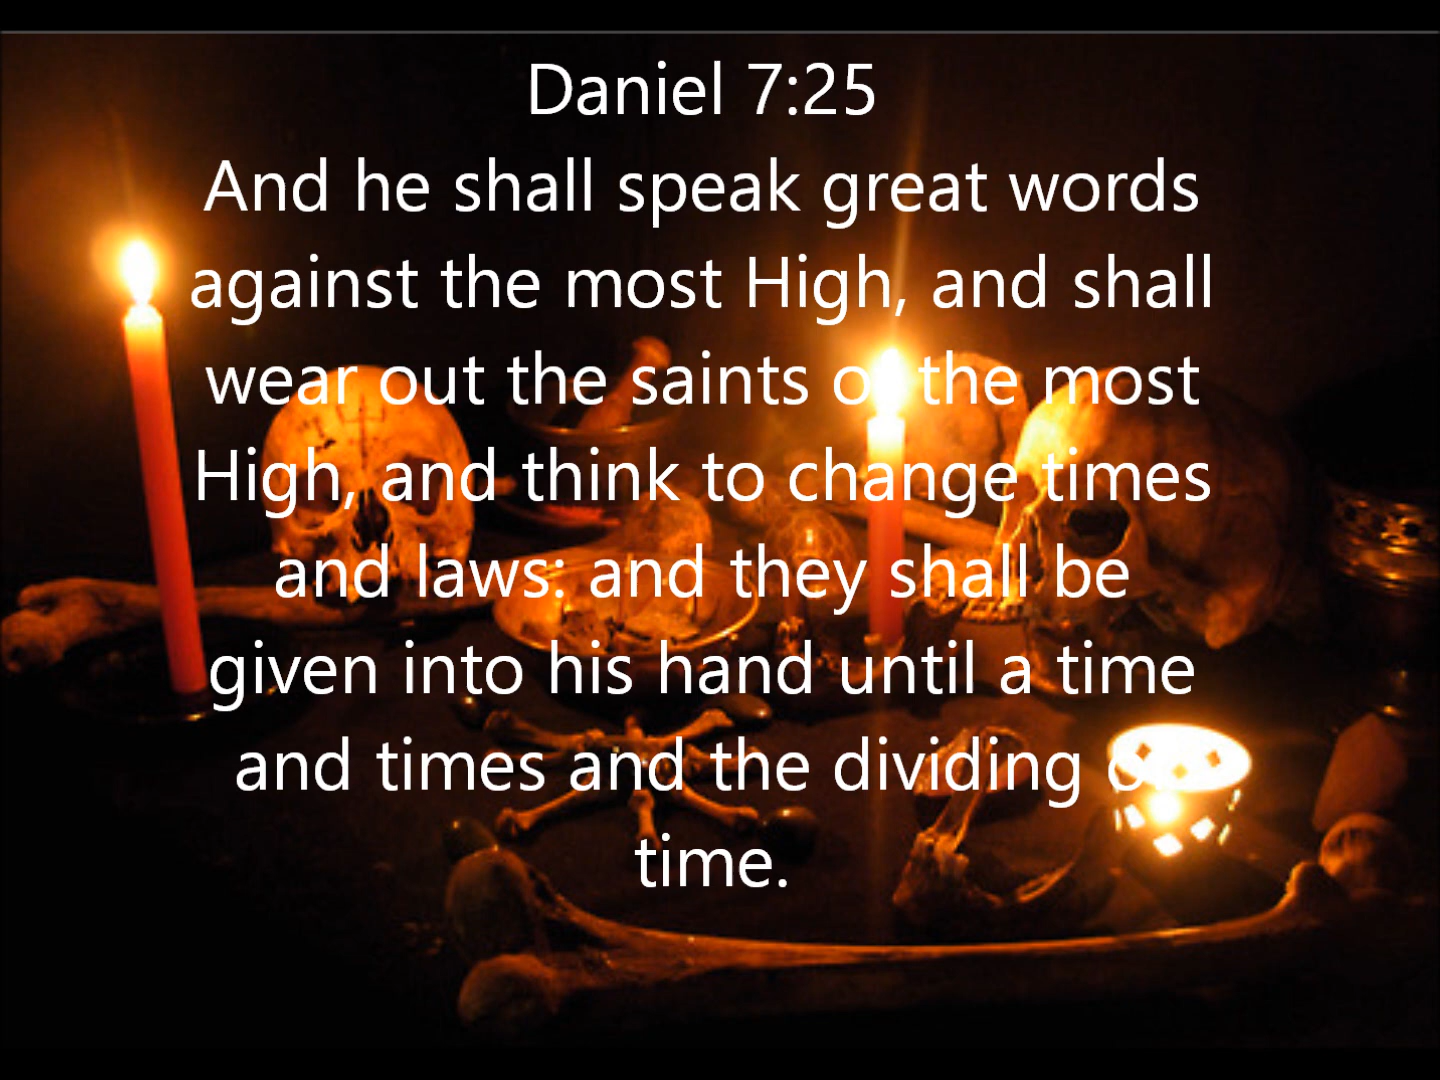 Daniel 7:25
And he shall speak great words
against the most High, and shall
wear out the saints of the most
High, and think to change times
and laws: and they shall be
given into his hand until a time
and times and the dividing of
time.